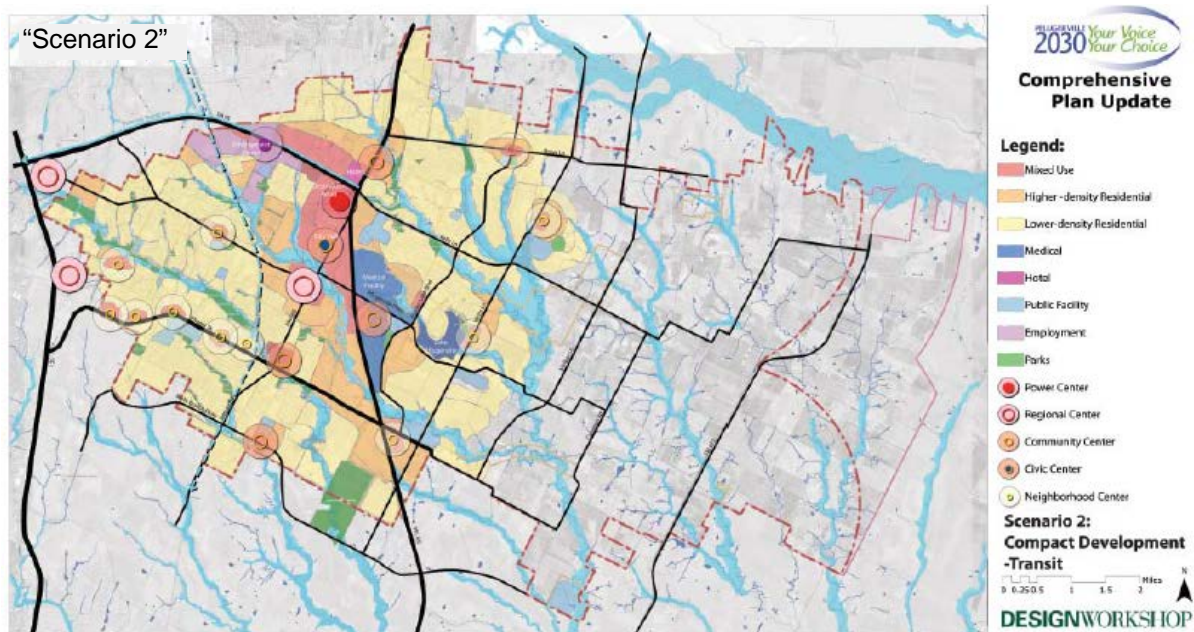 “Scenario 2”
PFLUGERVILLE
2030 Your Voice
Your Choice
Comprehensive
Plan Update
Legend:
Mixed Use
Higher-density Residential
Lower-density Residential
Medical
Hotel
Public Facility
Employment
Parks
Power Center
Regional Center
Community Center
Civic Center
Neighborhood Center
Scenario 2:
Compact Development
-Transit
0 0.25 0.5 1 1.5 2 Miles
N
DESIGNWORKSHOP